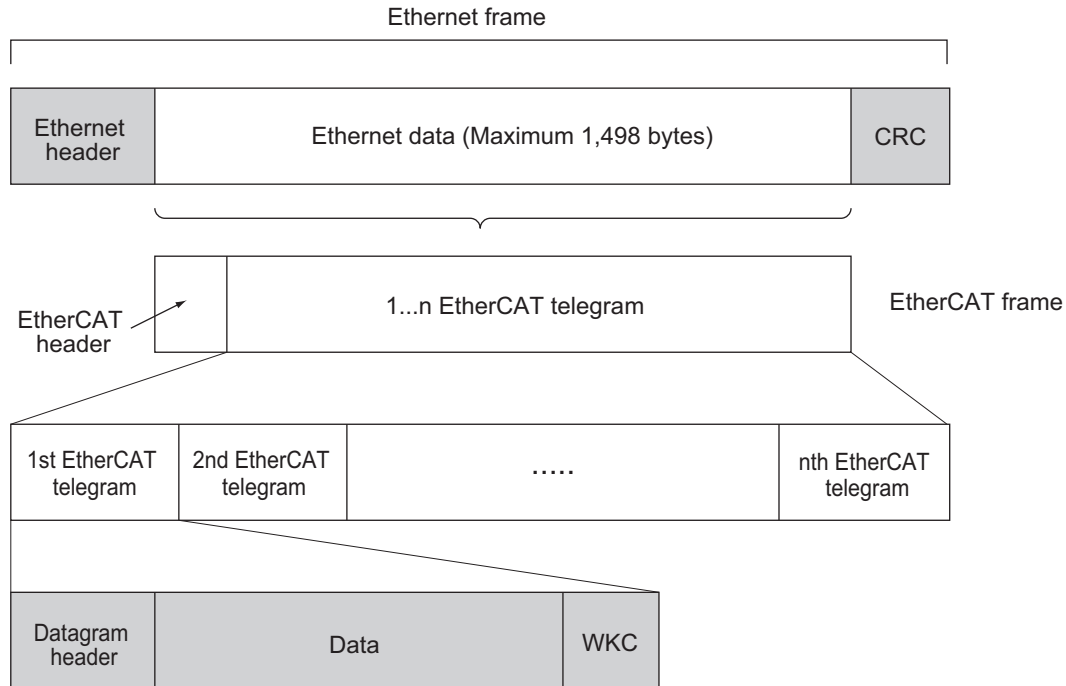 Ethernet frame
Ethernet
header
Ethernet data (Maximum 1,498 bytes)
CRC
EtherCAT
header
1...n EtherCAT telegram
EtherCAT frame
1st EtherCAT
telegram
2nd EtherCAT
telegram
.....
nth EtherCAT
telegram
Datagram
header
Data
WKC